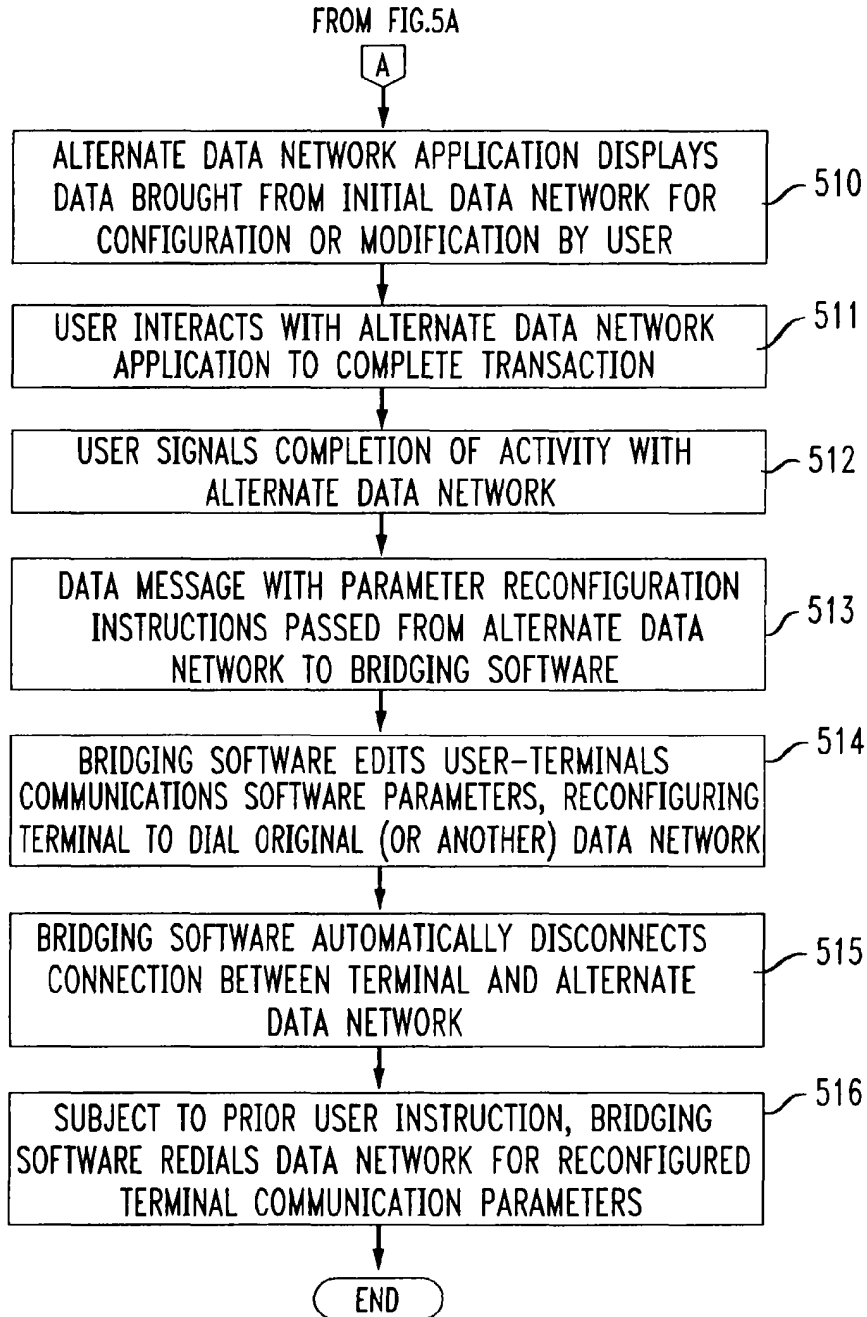 FROM FIG.5A
A
ALTERNATE DATA NETWORK APPLICATION DISPLAYS
DATA BROUGHT FROM INITIAL DATA NETWORK FOR
CONFIGURATION OR MODIFICATION BY USER
510
USER INTERACTS WITH ALTERNATE DATA NETWORK
APPLICATION TO COMPLETE TRANSACTION
511
USER SIGNALS COMPLETION OF ACTIVITY WITH
ALTERNATE DATA NETWORK
512
DATA MESSAGE WITH PARAMETER RECONFIGURATION
INSTRUCTIONS PASSED FROM ALTERNATE DATA
NETWORK TO BRIDGING SOFTWARE
513
BRIDGING SOFTWARE EDITS USER-TERMINALS
COMMUNICATIONS SOFTWARE PARAMETERS, RECONFIGURING
TERMINAL TO DIAL ORIGINAL (OR ANOTHER) DATA NETWORK
514
BRIDGING SOFTWARE AUTOMATICALLY DISCONNECTS
CONNECTION BETWEEN TERMINAL AND ALTERNATE
DATA NETWORK
515
SUBJECT TO PRIOR USER INSTRUCTION, BRIDGING
SOFTWARE REDIALS DATA NETWORK FOR RECONFIGURED
TERMINAL COMMUNICATION PARAMETERS
516
END